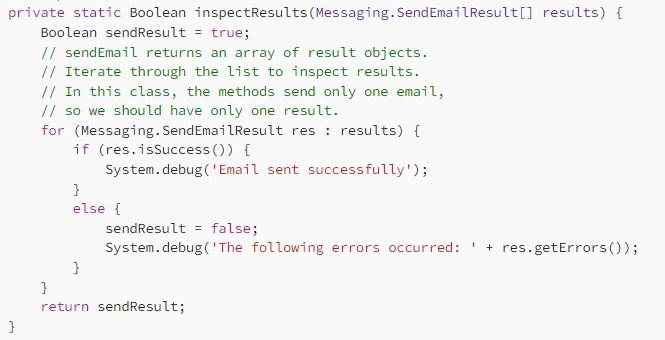 private static Boolean inspectResults(Messaging.SendEmailResult[] results) {
    Boolean sendResult = true;
    // sendEmail returns an array of result objects.
    // Iterate through the list to inspect results.
    // In this class, the methods send only one email,
    // so we should have only one result.
    for (Messaging.SendEmailResult res : results) {
        if (res.isSuccess()) {
            System.debug('Email sent successfully');
        }
        else {
            sendResult = false;
            System.debug('The following errors occurred: ' + res.getErrors());
        }
    }
    return sendResult;
}